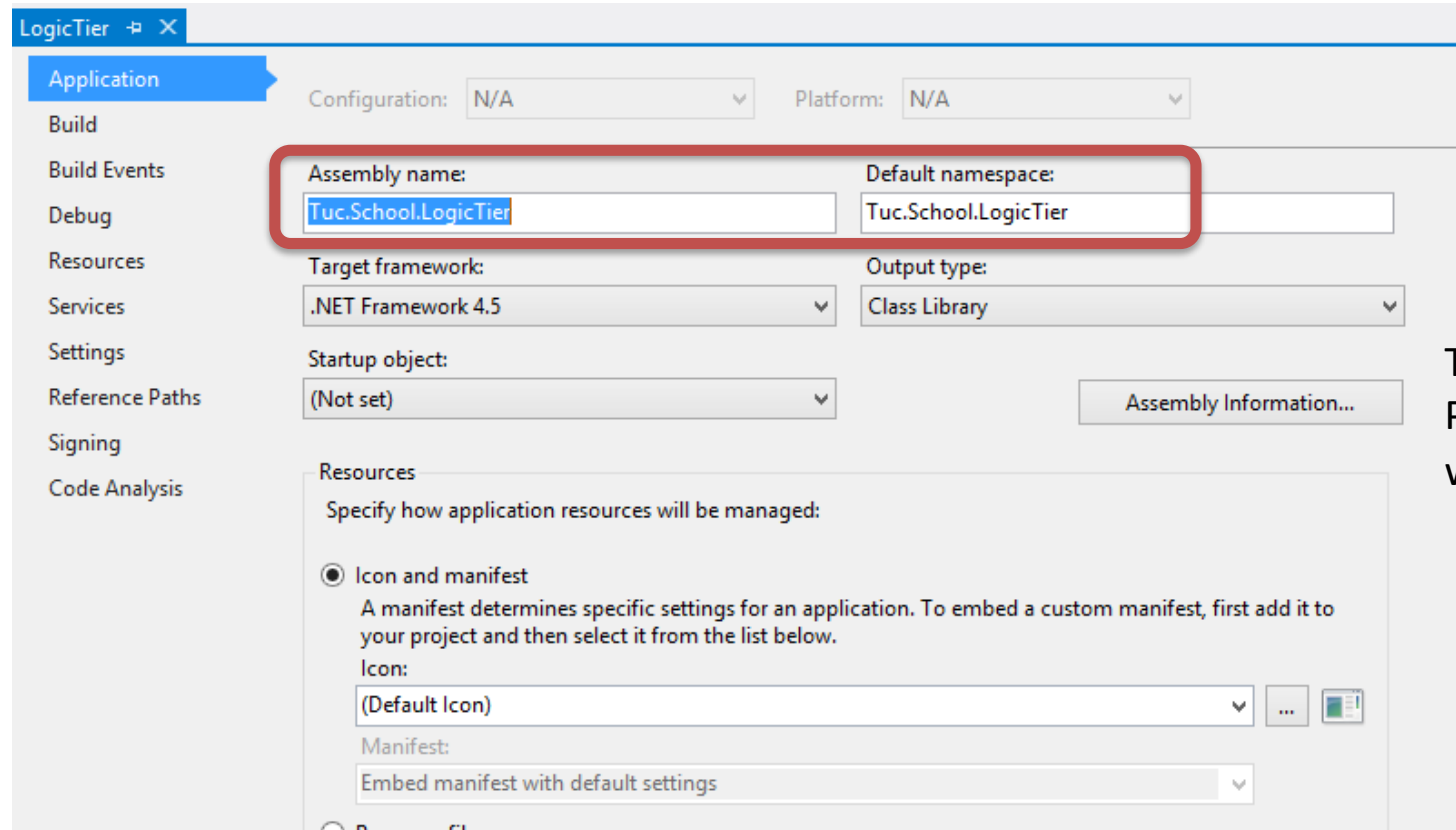 LogicTier
Application
Build
Build Events
Debug
Resources
Services
Settings
Reference Paths
Signing
Code Analysis
Configuration: N/A Platform: N/A
Assembly name: Default namespace:
Tuc.School.LogicTier Tuc.School.LogicTier
Target framework: Output type:
.NET Framework 4.5 Class Library
Startup object:
(Not set) Assembly Information...
Resources
Specify how application resources will be managed:
Icon and manifest
A manifest determines specific settings for an application. To embed a custom manifest, first add it to
your project and then select it from the list below.
Icon:
(Default Icon) ...
Manifest:
Embed manifest with default settings